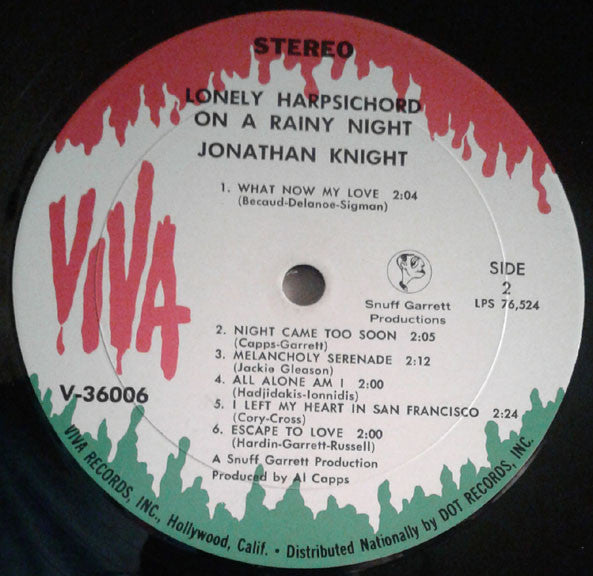 STEREO
LONELY HARPSICHORD
ON A RAINY NIGHT
JONATHAN KNIGHT
1. WHAT NOW MY LOVE 2:04
(Becaud-Delanoe-Sigman)
VIVA
SIDE
2
LPS 76,524
Snuff Garrett
Productions
2. NIGHT CAME TOO SOON 2:05
(Capps-Garrett)
3. MELANCHOLY SERENADE 2:12
(Jackie Gleason)
4. ALL ALONE AM I 2:00
(Hadjidakis-Ionnidis)
V-36006
5. I LEFT MY HEART IN SAN FRANCISCO 2:24
(Cory-Cross)
6. ESCAPE TO LOVE 2:00
(Hardin-Garrett-Russell)
A Snuff Garrett Production
Produced by Al Capps
VIVA RECORDS, INC., Hollywood, Calif. • Distributed Nationally by DOT RECORDS, INC.